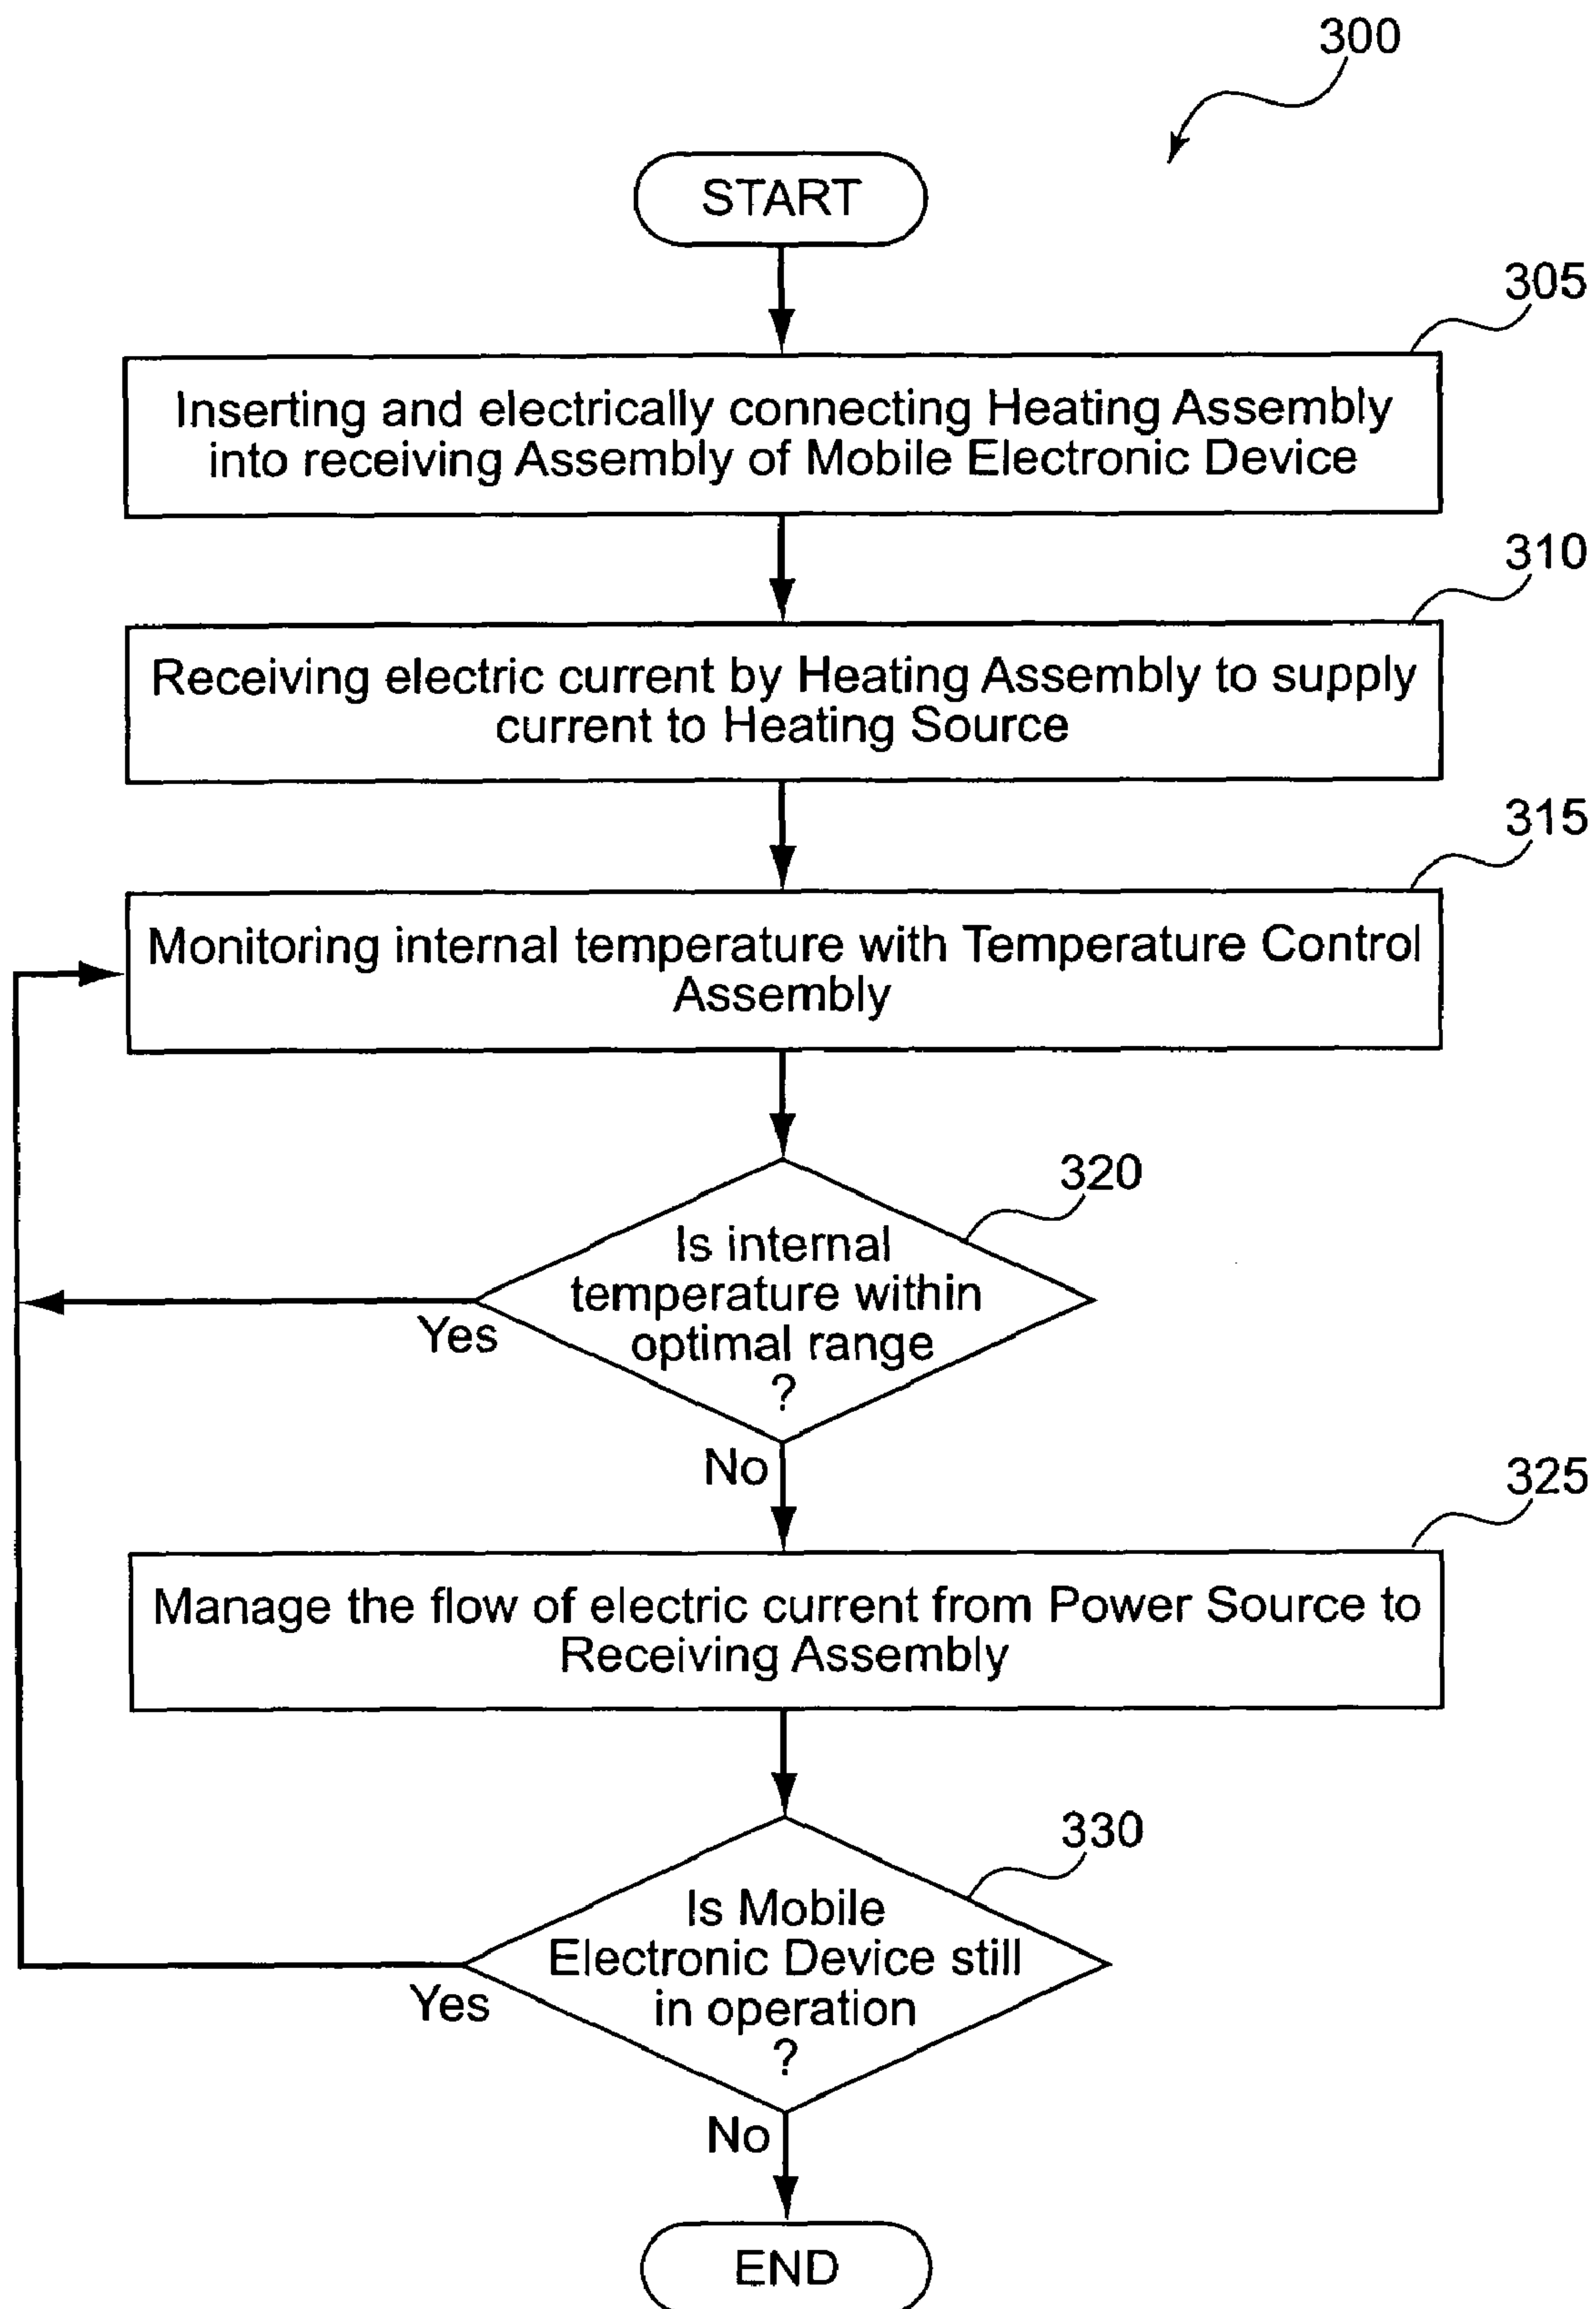 300
START
305
Inserting and electrically connecting Heating Assembly
into receiving Assembly of Mobile Electronic Device
310
Receiving electric current by Heating Assembly to supply
current to Heating Source
315
Monitoring internal temperature with Temperature Control
Assembly
320
Is internal
temperature within
optimal range
?
Yes
No
325
Manage the flow of electric current from Power Source to
Receiving Assembly
330
Is Mobile
Electronic Device still
in operation
?
Yes
No
END